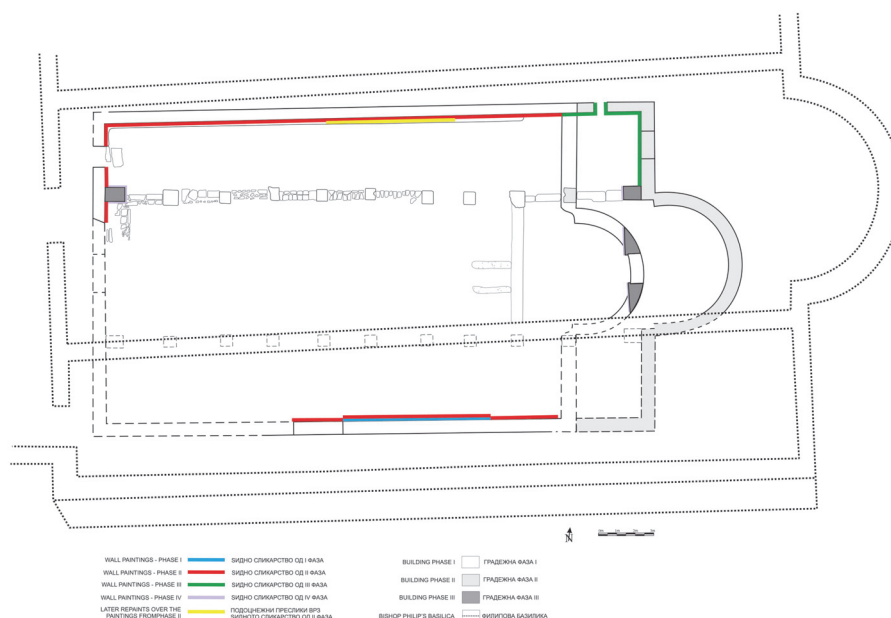 N
WALL PAINTINGS - PHASE I ЅИДНО СЛИКАРСТВО ОД I ФАЗА
WALL PAINTINGS - PHASE II ЅИДНО СЛИКАРСТВО ОД II ФАЗА
WALL PAINTINGS - PHASE III ЅИДНО СЛИКАРСТВО ОД III ФАЗА
WALL PAINTINGS - PHASE IV ЅИДНО СЛИКАРСТВО ОД IV ФАЗА
LATER REPAINTS OVER THE ПОДОЦНЕЖНИ ПРЕСЛИКИ ВРЗ
PAINTINGS FROMPHASE II ЅИДНОТО СЛИКАРСТВО ОД II ФАЗА
BUILDING PHASE I ГРАДЕЖНА ФАЗА I
BUILDING PHASE II ГРАДЕЖНА ФАЗА II
BUILDING PHASE III ГРАДЕЖНА ФАЗА III
BISHOP PHILIP'S BASILICA ФИЛИПОВА БАЗИЛИКА